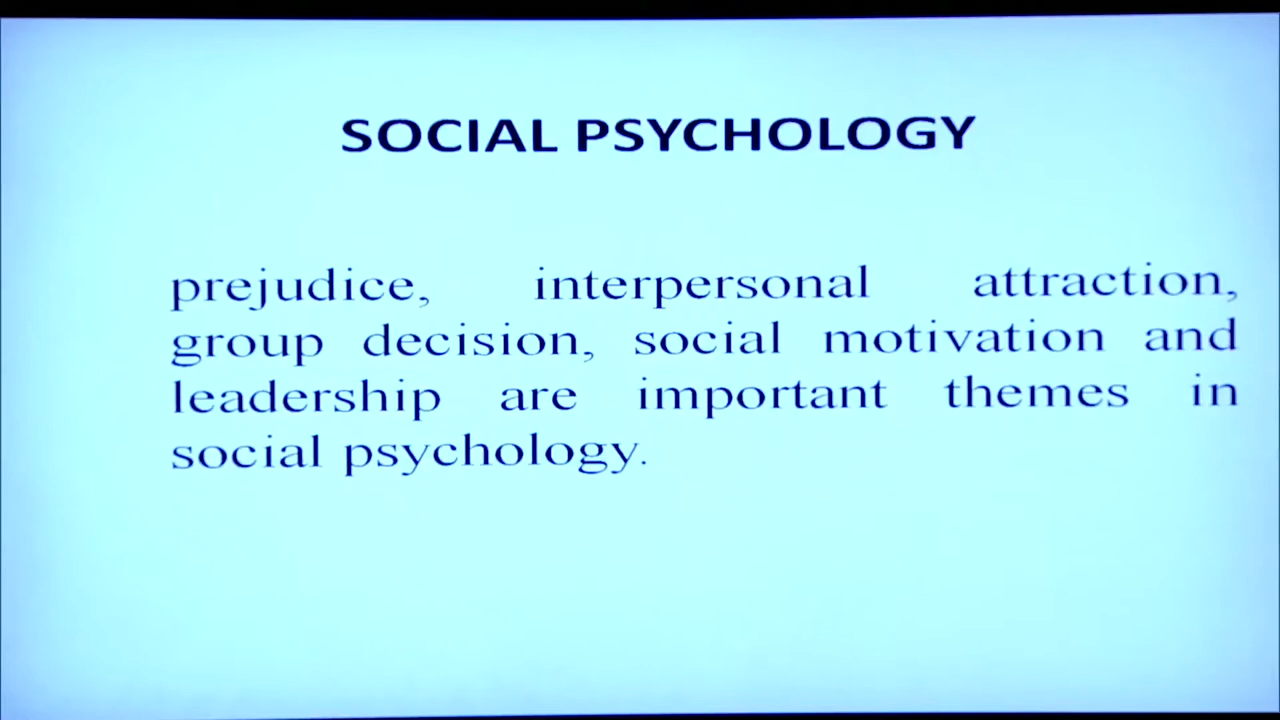 SOCIAL PSYCHOLOGY
prejudice, interpersonal attraction,
group decision, social motivation and
leadership are important themes in
social psychology.